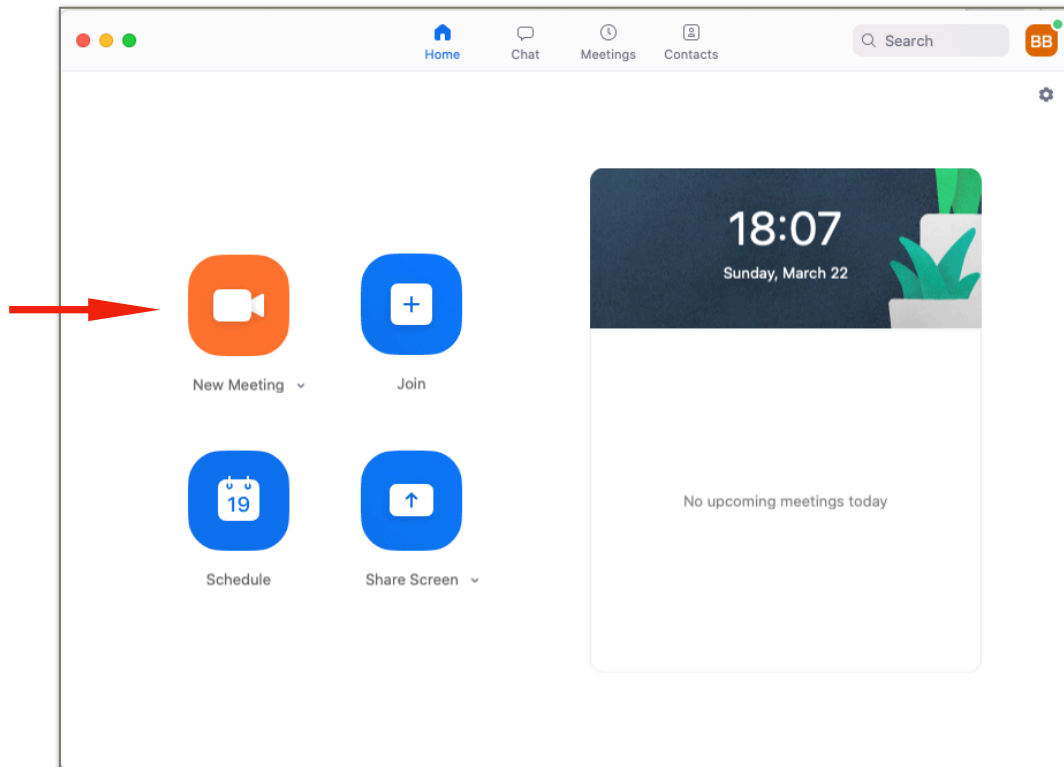 Home
Chat
Meetings
Contacts
Search
BB
18:07
Sunday, March 22
New Meeting
Join
19
No upcoming meetings today
Schedule
Share Screen